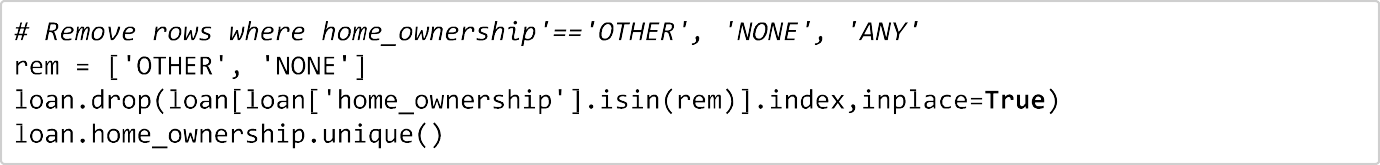 # Remove rows where home_ownership'=='OTHER', 'NONE', 'ANY'
rem = ['OTHER', 'NONE']
loan.drop(loan[loan['home_ownership'].isin(rem)].index,inplace=True)
loan.home_ownership.unique()